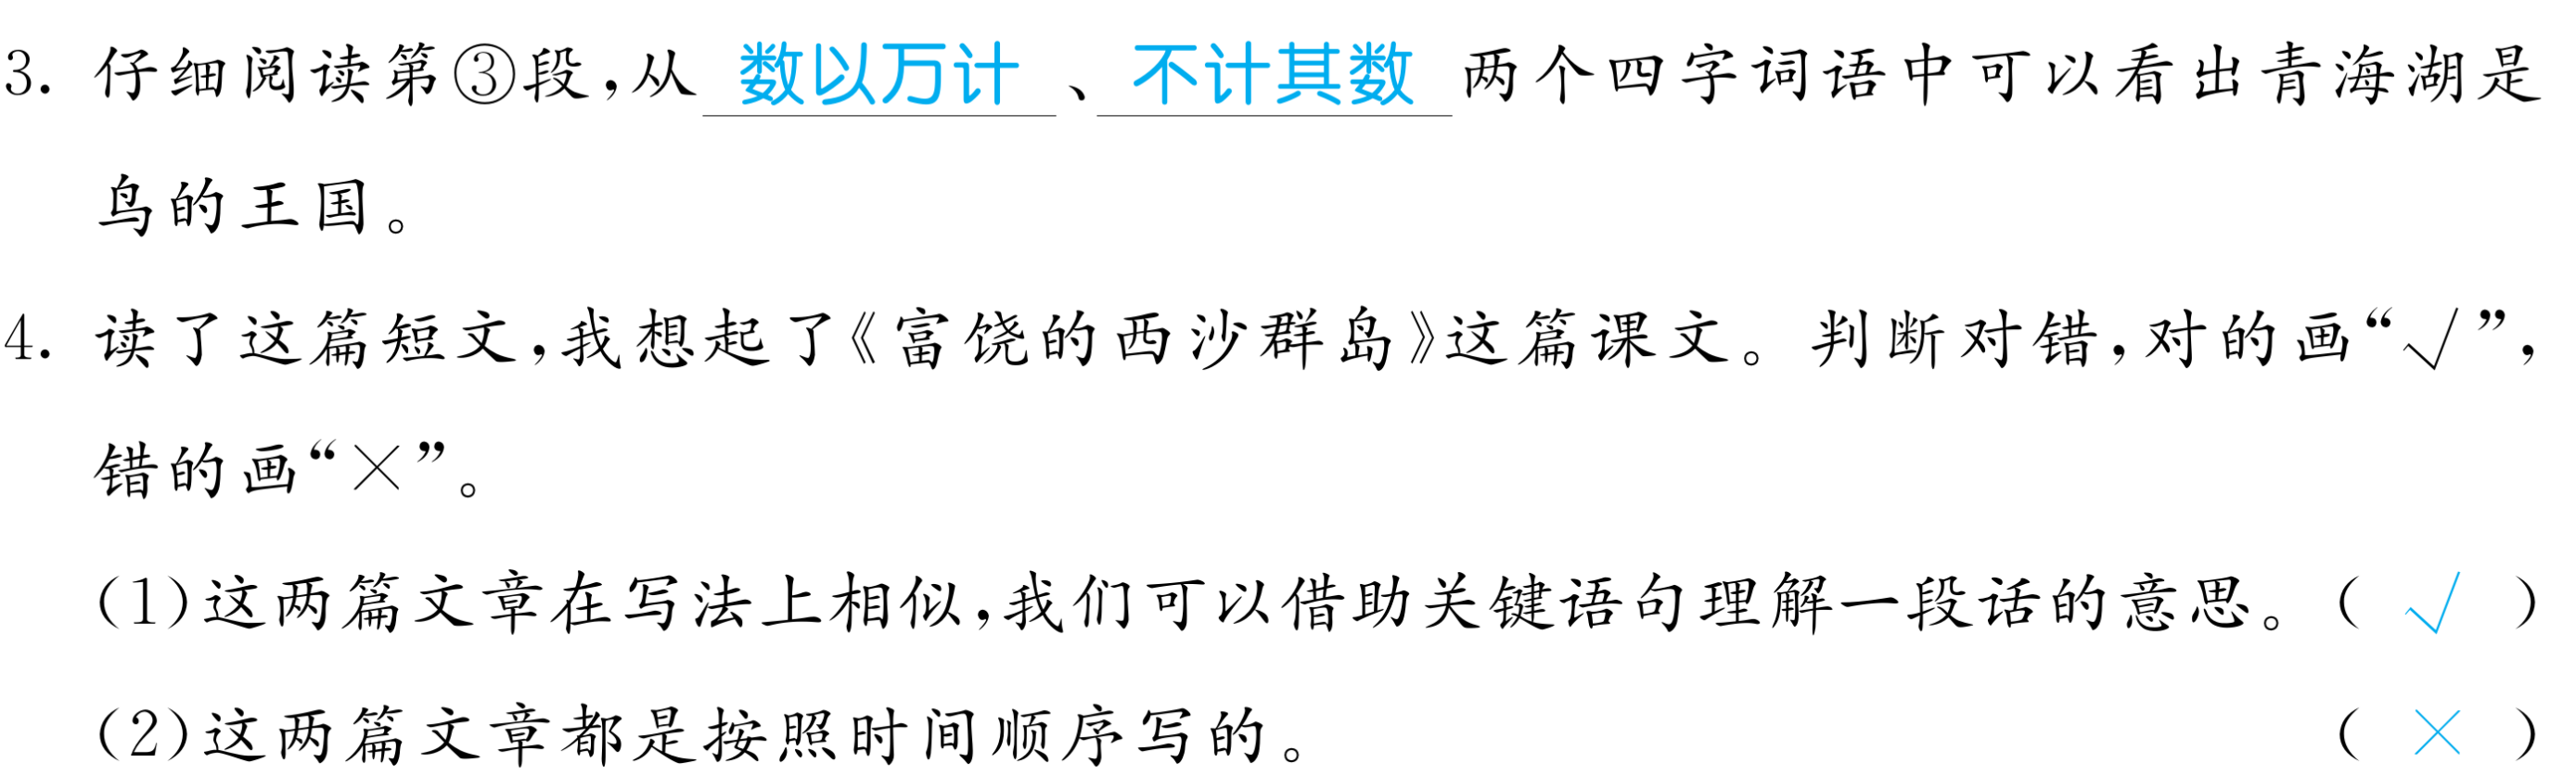 3. 仔细阅读第③段,从 数以万计 、 不计其数 两个四字词语中可以看出青海湖是
鸟的王国。
4. 读了这篇短文,我想起了《富饶的西沙群岛》这篇课文。判断对错,对的画“√”,
错的画“×”。
(1)这两篇文章在写法上相似,我们可以借助关键语句理解一段话的意思。( √ )
(2)这两篇文章都是按照时间顺序写的。 ( × )